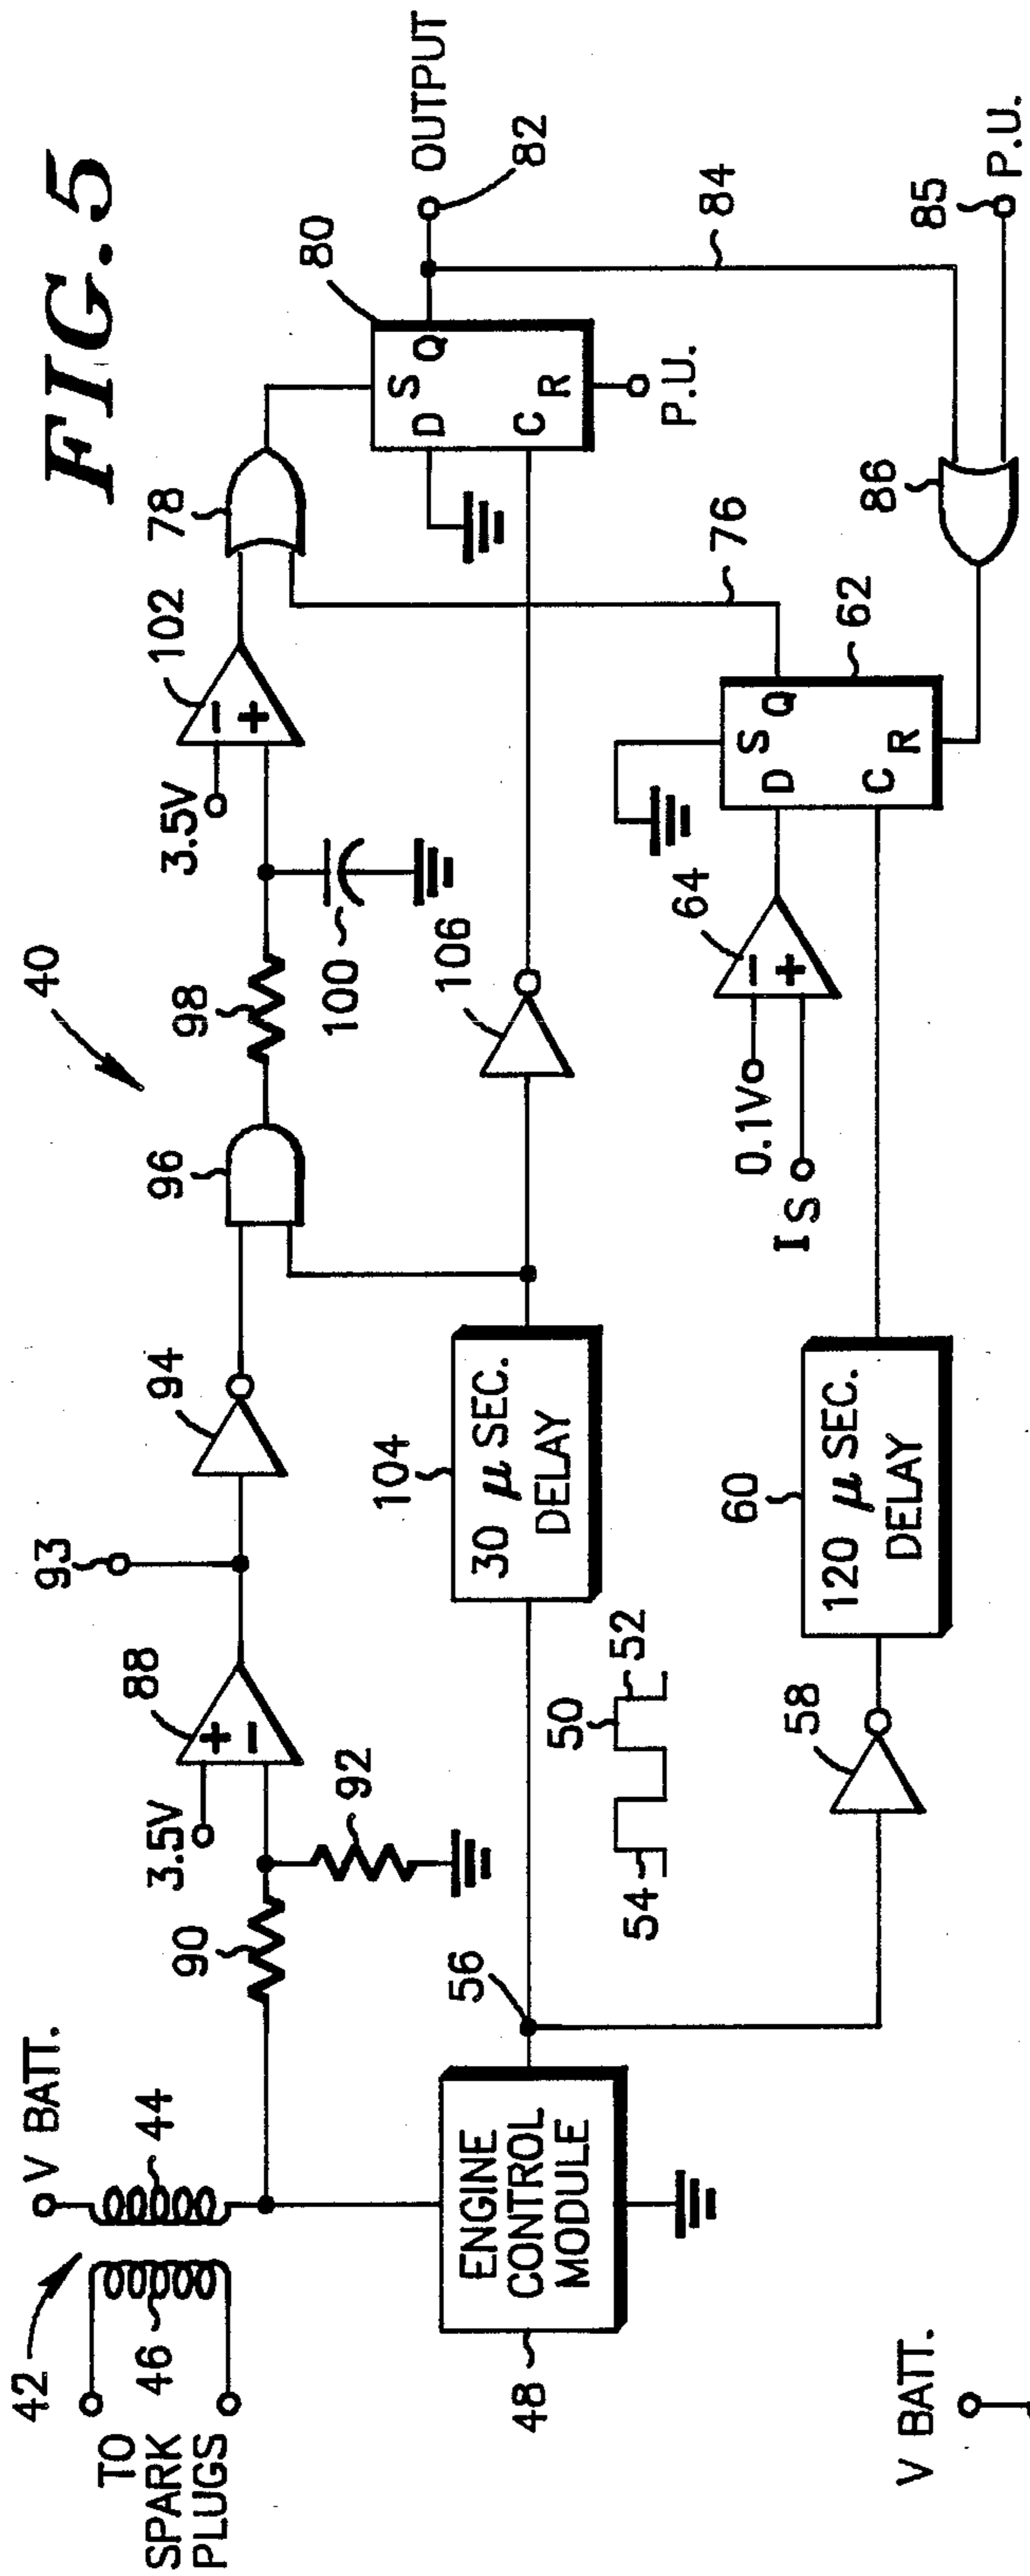 FIG. 5
40
42
V BATT.
44
46
TO
SPARK
PLUGS
90
92
3.5V
+
−
88
93
94
96
98
100
3.5V
−
+
102
78
80
S
D
Q
C
R
P.U.
OUTPUT
82
84
ENGINE
CONTROL
MODULE
48
56
54
50
52
104
30 μ SEC.
DELAY
106
76
58
60
120 μ SEC.
DELAY
0.1V
I S
−
+
64
S
D
Q
C
R
62
86
85
P.U.
V BATT.